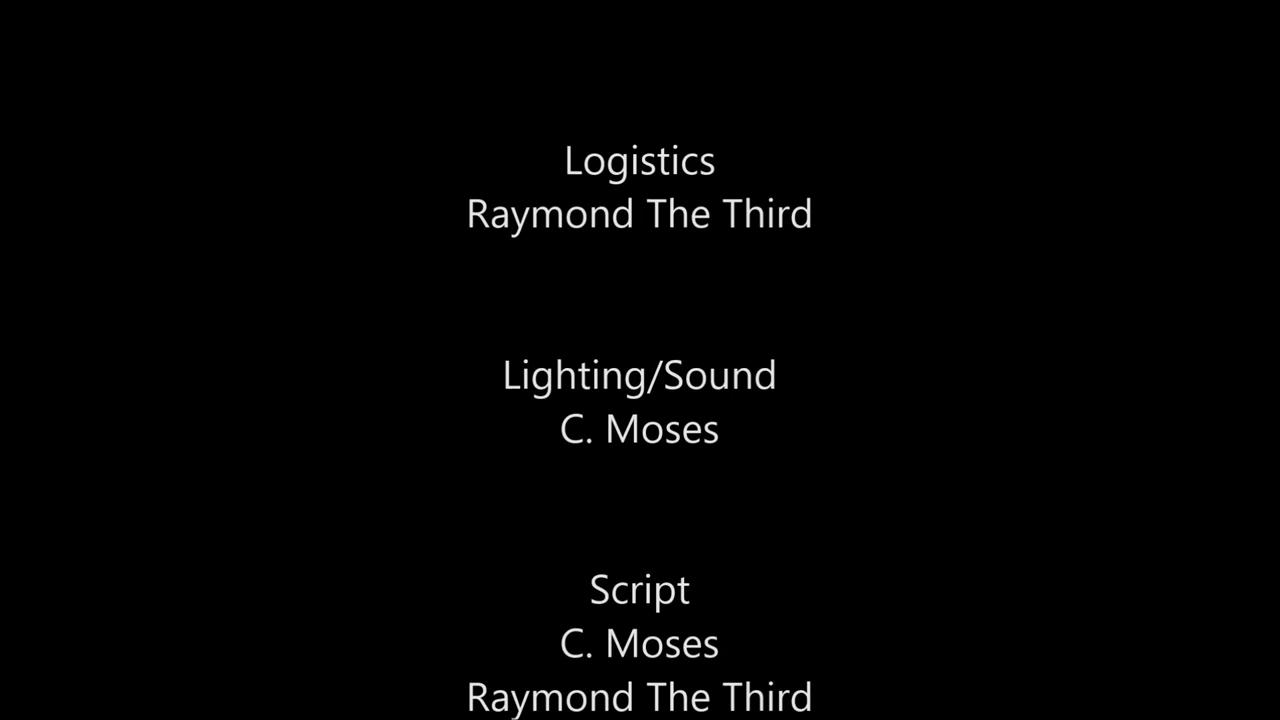 Logistics
Raymond The Third
Lighting/Sound
C. Moses
Script
C. Moses
Raymond The Third